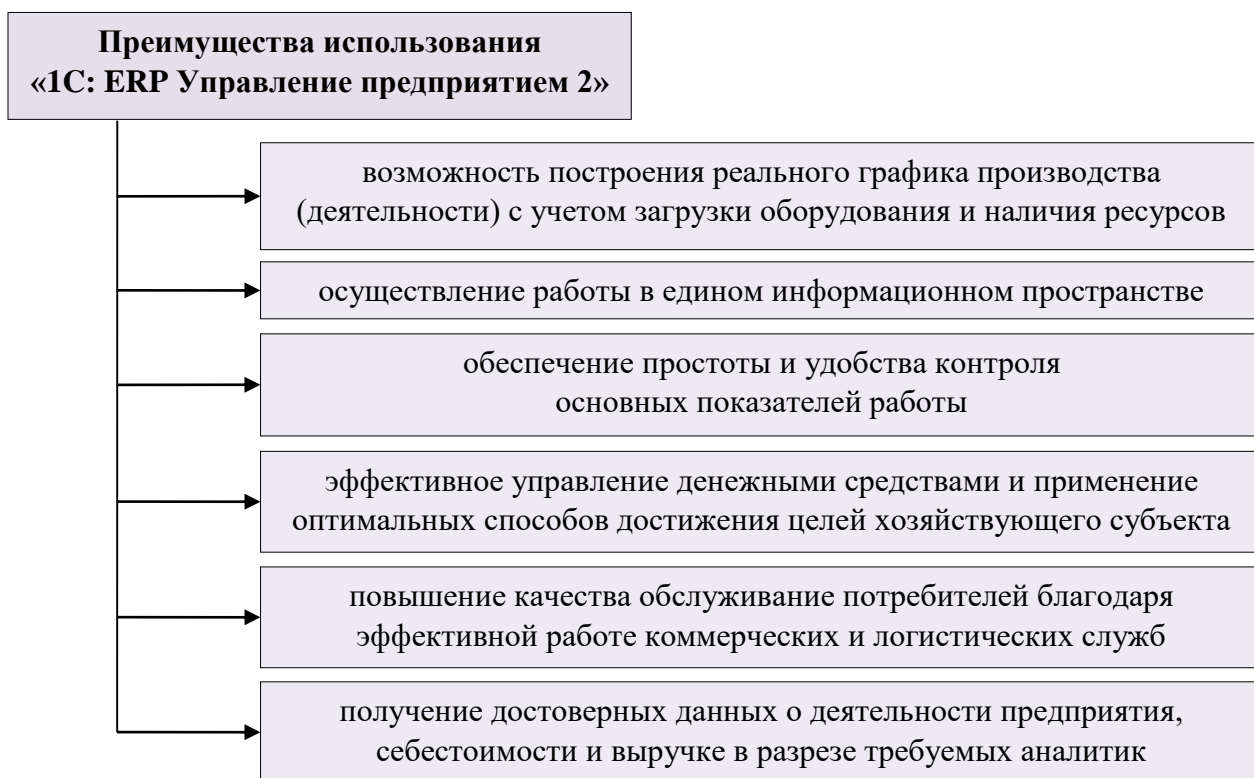 Преимущества использования
«1С: ERP Управление предприятием 2»
возможность построения реального графика производства
(деятельности) с учетом загрузки оборудования и наличия ресурсов
осуществление работы в едином информационном пространстве
обеспечение простоты и удобства контроля
основных показателей работы
эффективное управление денежными средствами и применение
оптимальных способов достижения целей хозяйствующего субъекта
повышение качества обслуживание потребителей благодаря
эффективной работе коммерческих и логистических служб
получение достоверных данных о деятельности предприятия,
себестоимости и выручке в разрезе требуемых аналитик